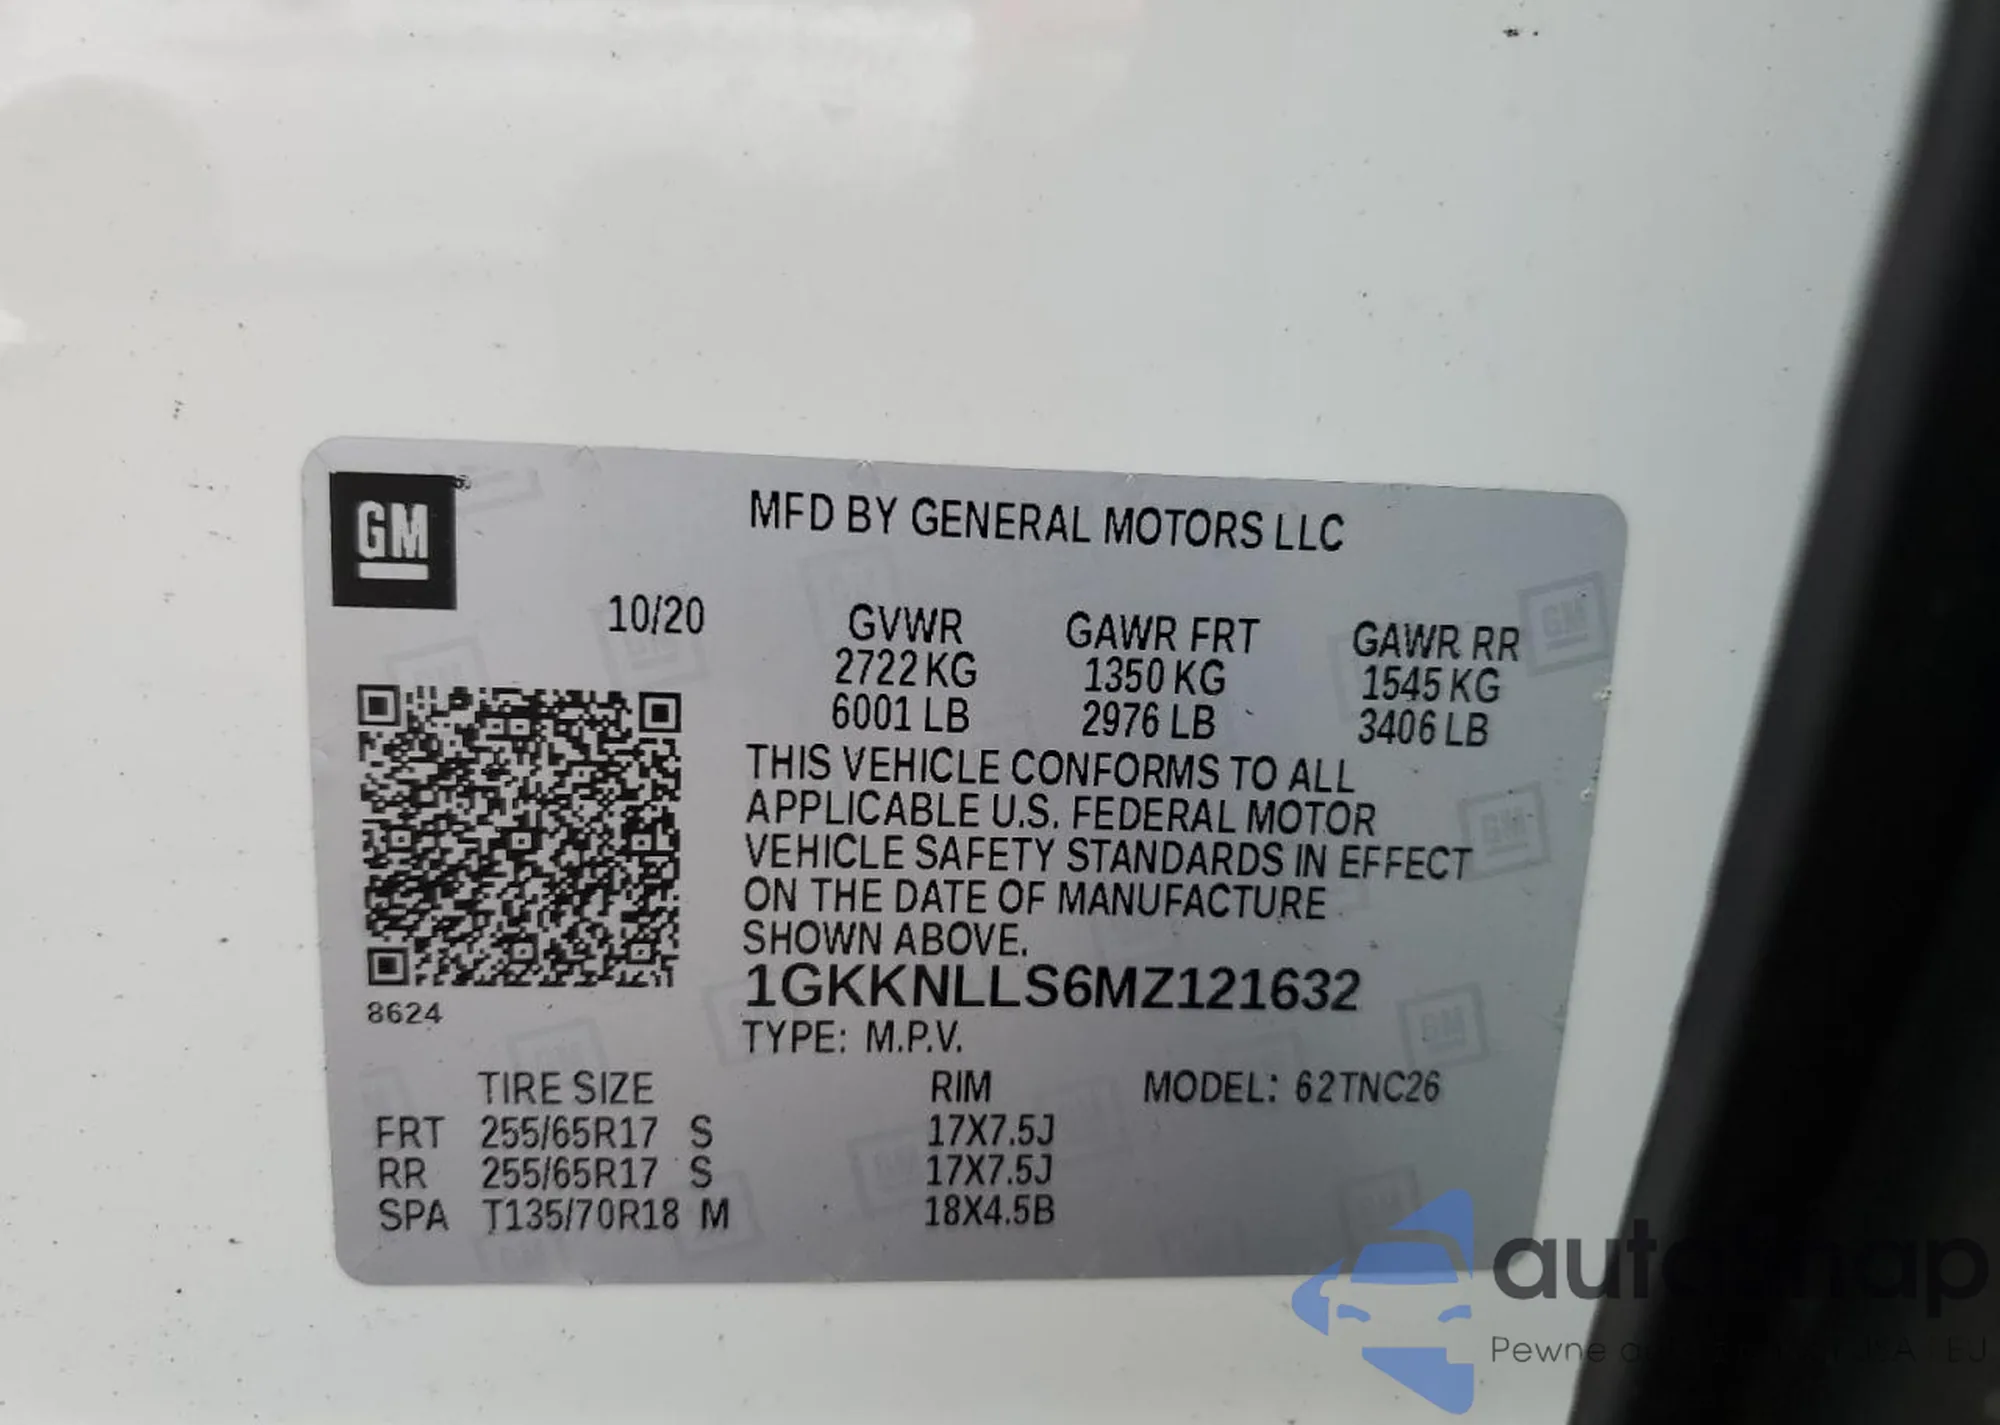 GM
MFD BY GENERAL MOTORS LLC
10/20 GVWR GAWR FRT GAWR RR
2722 KG 1350 KG 1545 KG
6001 LB 2976 LB 3406 LB
THIS VEHICLE CONFORMS TO ALL
APPLICABLE U.S. FEDERAL MOTOR
VEHICLE SAFETY STANDARDS IN EFFECT
ON THE DATE OF MANUFACTURE
SHOWN ABOVE.
1GKKNLLS6MZ121632
8624
TYPE: M.P.V.
TIRE SIZE RIM MODEL: 62TNC26
FRT 255/65R17 S 17X7.5J
RR 255/65R17 S 17X7.5J
SPA T135/70R18 M 18X4.5B
Pewne